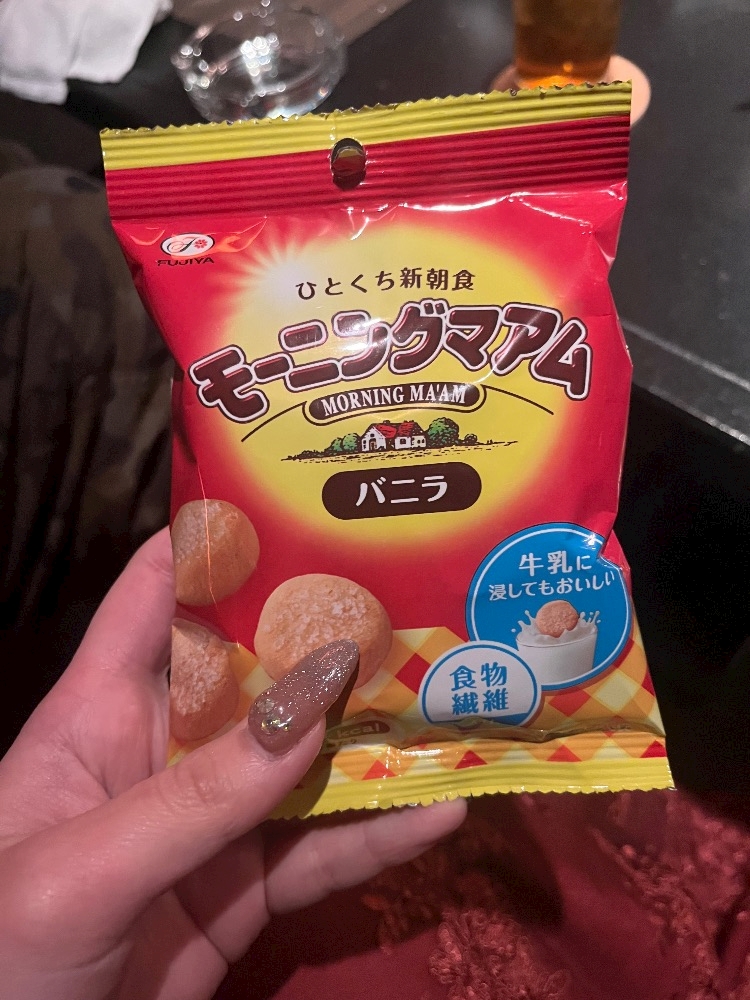 FUJIYA
ひとくち新朝食
モーニングマアム
MORNING MA'AM
バニラ
牛乳に
浸してもおいしい
食物
繊維
kcal